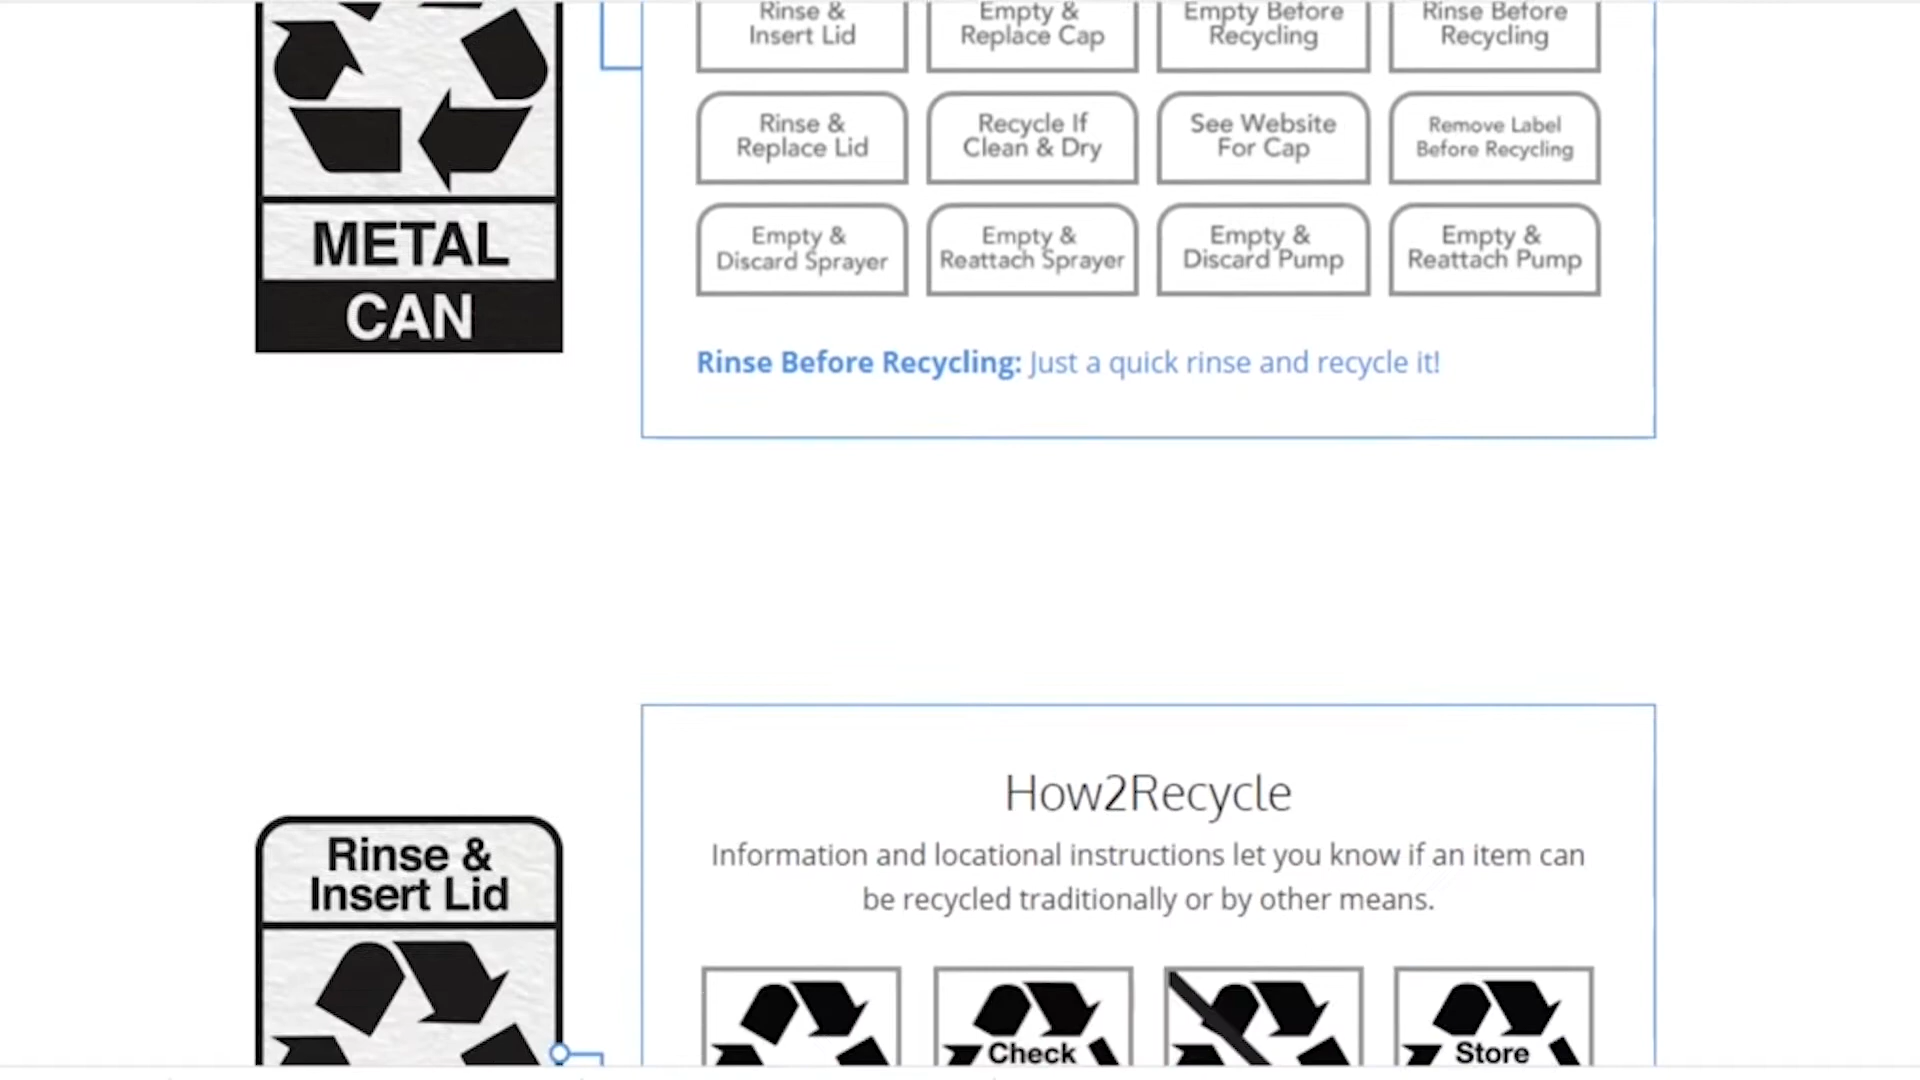 Rinse &
Insert Lid
Empty &
Replace Cap
Empty Before
Recycling
Rinse Before
Recycling
Rinse &
Replace Lid
Recycle If
Clean & Dry
See Website
For Cap
Remove Label
Before Recycling
Empty &
Discard Sprayer
Empty &
Reattach Sprayer
Empty &
Discard Pump
Empty &
Reattach Pump
METAL
CAN
Rinse Before Recycling: Just a quick rinse and recycle it!
How2Recycle
Information and locational instructions let you know if an item can
be recycled traditionally or by other means.
Rinse &
Insert Lid
Check
Store